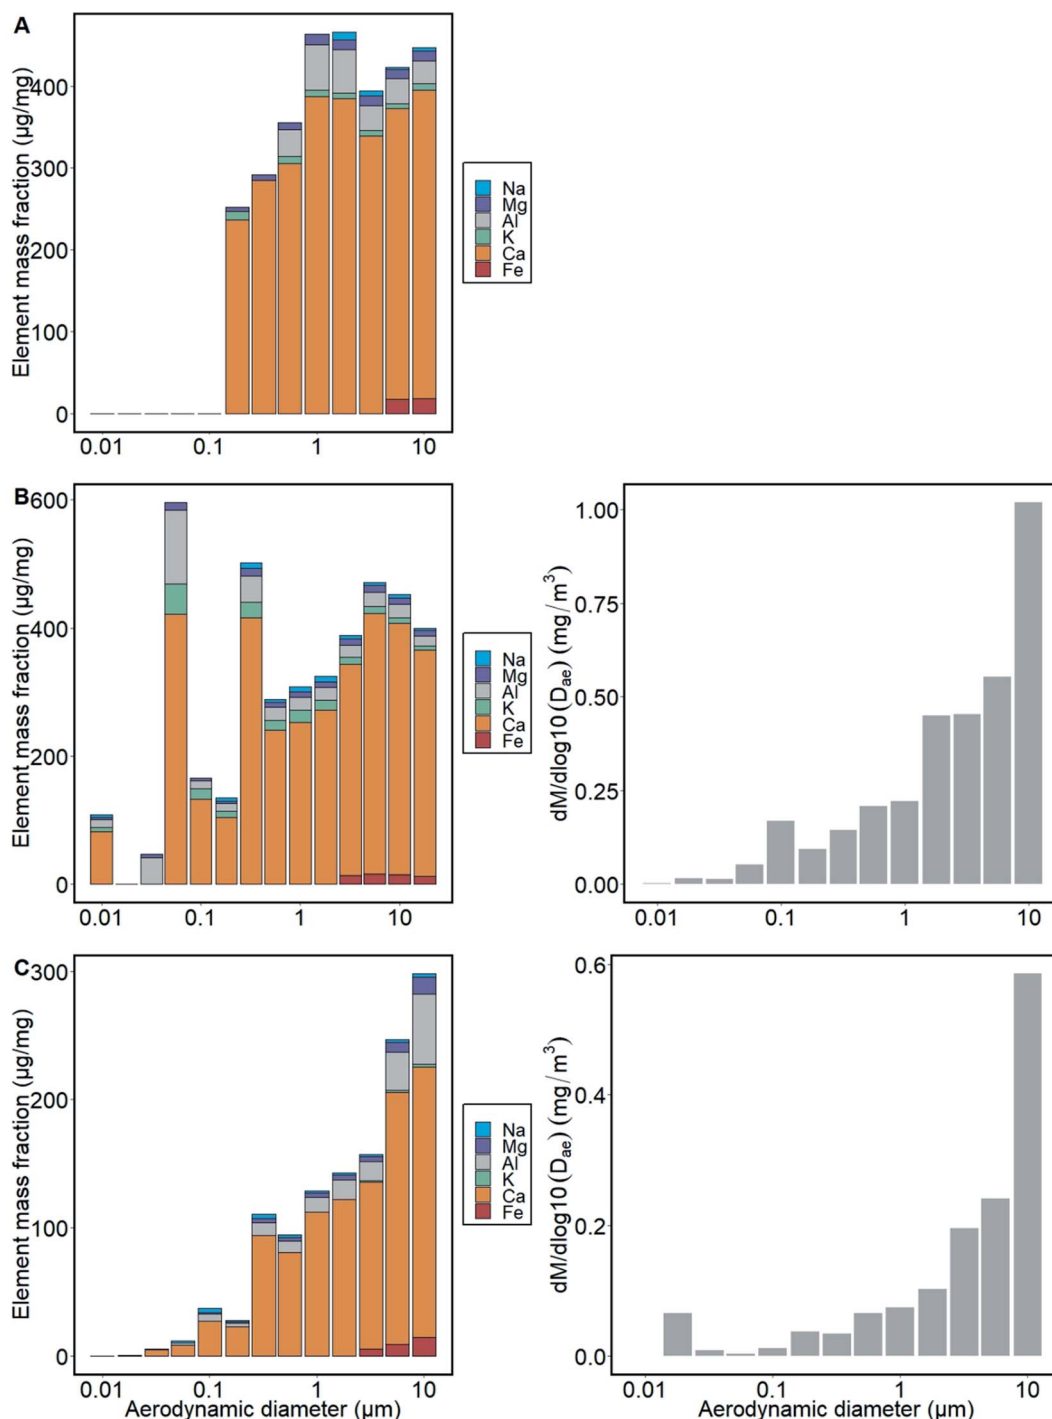 A
Element mass fraction (µg/mg)
400
300
200
100
0
0.01 0.1 1 10
Na
Mg
Al
K
Ca
Fe
B
Element mass fraction (µg/mg)
600
400
200
0
0.01 0.1 1 10
Na
Mg
Al
K
Ca
Fe
dM/dlog10(Dae) (mg/m³)
1.00
0.75
0.50
0.25
0.00
0.01 0.1 1 10
C
Element mass fraction (µg/mg)
300
200
100
0
0.01 0.1 1 10
Aerodynamic diameter (µm)
Na
Mg
Al
K
Ca
Fe
dM/dlog10(Dae) (mg/m³)
0.6
0.4
0.2
0.0
0.01 0.1 1 10
Aerodynamic diameter (µm)